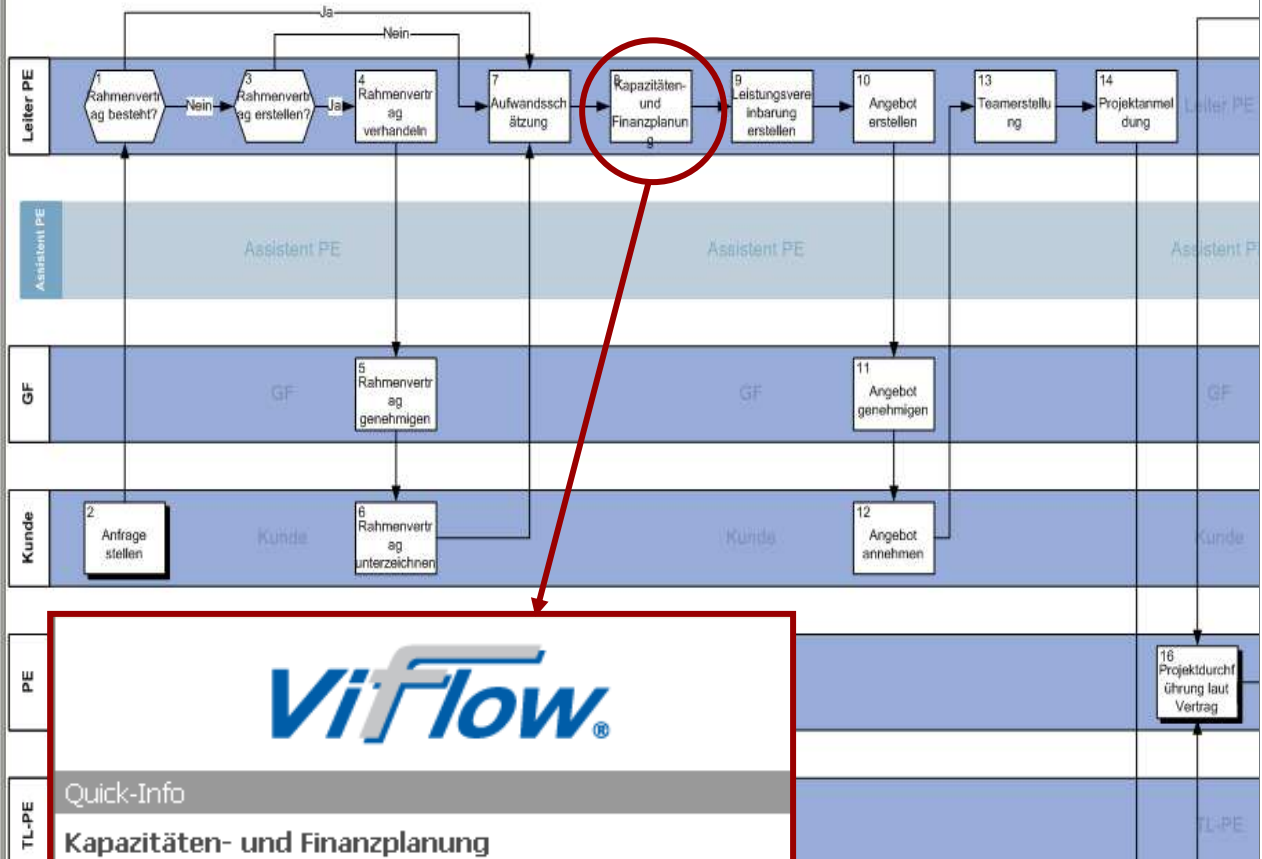 Ja
Nein
Leiter PE
1
Rahmenvertr
ag besteht?
Nein
3
Rahmenvertr
ag erstellen?
Ja
4
Rahmenvertr
ag
verhandeln
7
Aufwandssch
ätzung
8
Kapazitäten-
und
Finanzplanun
g
9
Leistungsvere
inbarung
erstellen
10
Angebot
erstellen
13
Teamerstellu
ng
14
Projektanmel
dung
Leiter PE
Assistent PE
Assistent PE
Assistent PE
Assistent P
GF
GF
5
Rahmenvertr
ag
genehmigen
GF
11
Angebot
genehmigen
GF
Kunde
2
Anfrage
stellen
Kunde
6
Rahmenvertr
ag
unterzeichnen
Kunde
12
Angebot
annehmen
Kunde
PE
16
Projektdurchf
ührung laut
Vertrag
TL-PE
TL-PE
ViFlow®
Quick-Info
Kapazitäten- und Finanzplanung